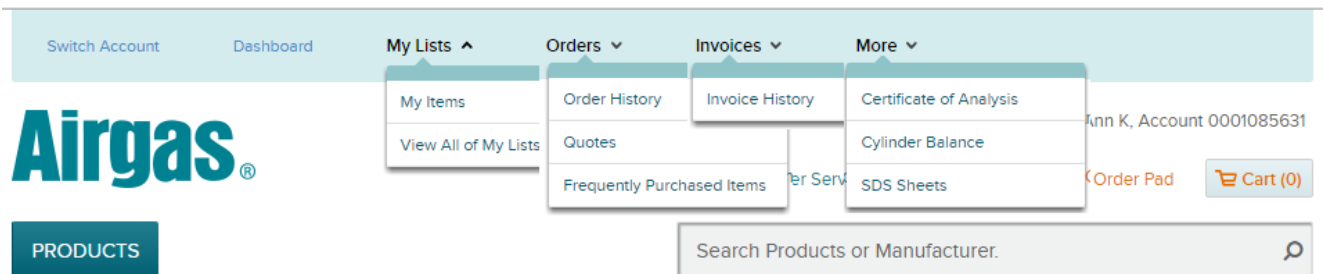 Switch Account Dashboard My Lists Orders Invoices More
My Items Order History Invoice History Certificate of Analysis
Airgas® Ann K, Account 0001085631
View All of My Lists Quotes Cylinder Balance
Frequently Purchased Items SDS Sheets Order Pad Cart (0)
PRODUCTS Search Products or Manufacturer.